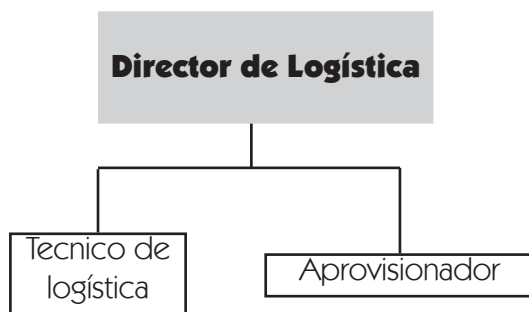 Director de Logística
Tecnico de
logística
Aprovisionador